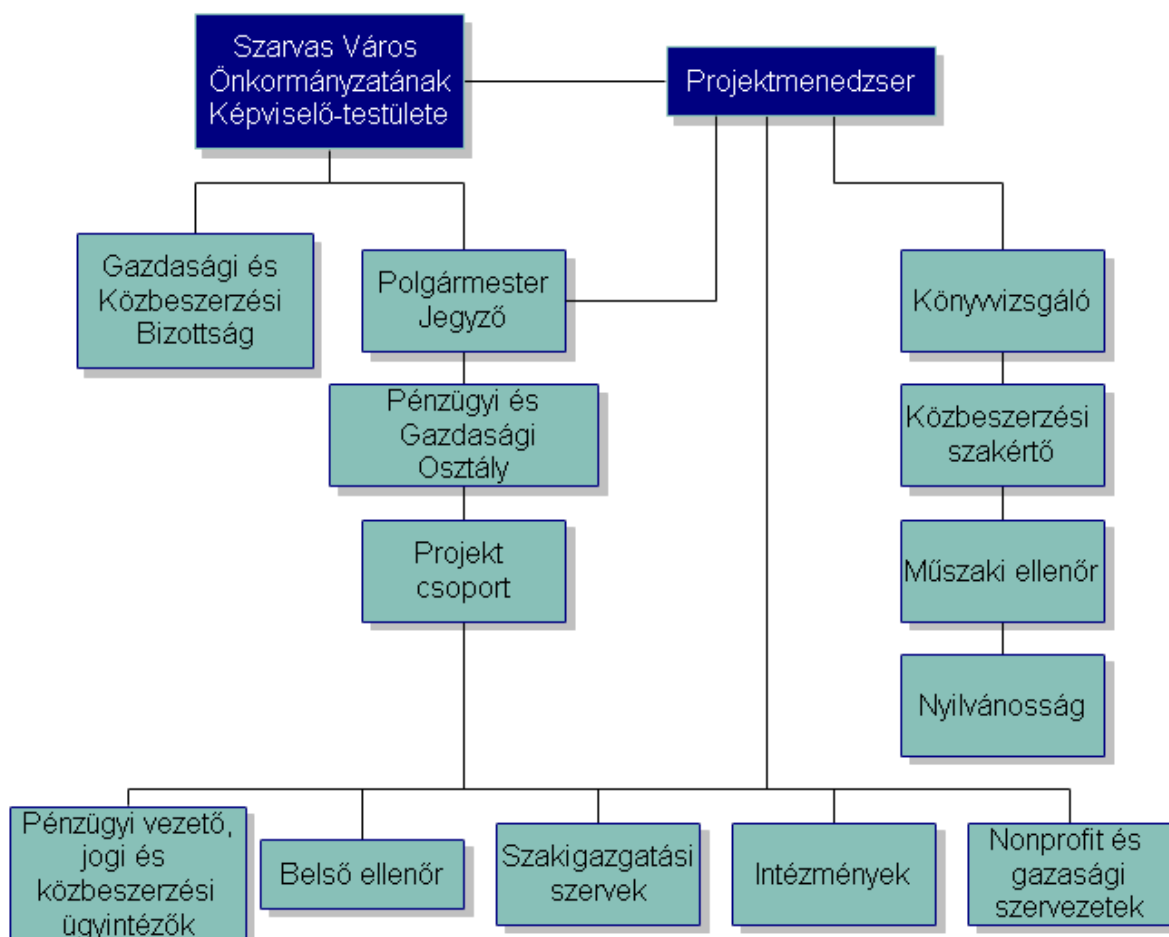 Szarvas Város
Önkormányzatának
Képviselő-testülete
Projektmenedzser
Gazdasági és
Közbeszerzési
Bizottság
Polgármester
Jegyző
Könyvvizsgáló
Pénzügyi és
Gazdasági
Osztály
Közbeszerzési
szakértő
Projekt
csoport
Műszaki ellenőr
Nyilvánosság
Pénzügyi vezető,
jogi és
közbeszerzési
ügyintézők
Belső ellenőr
Szakigazgatási
szervek
Intézmények
Nonprofit és
gazasági
szervezetek